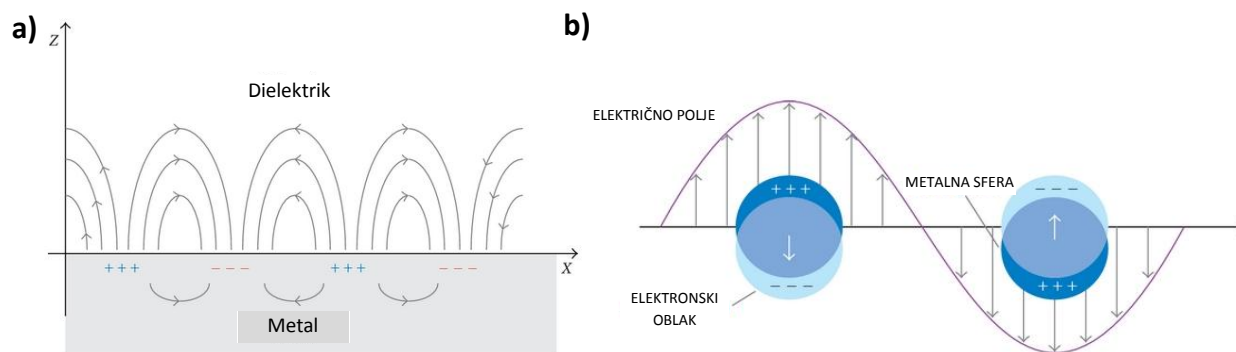 a)
Z
Dielektrik
+++
− − −
+++
− − −
X
Metal
b)
ELEKTRIČNO POLJE
METALNA SFERA
+++
− − −
− − −
+++
ELEKTRONSKI
OBLAK